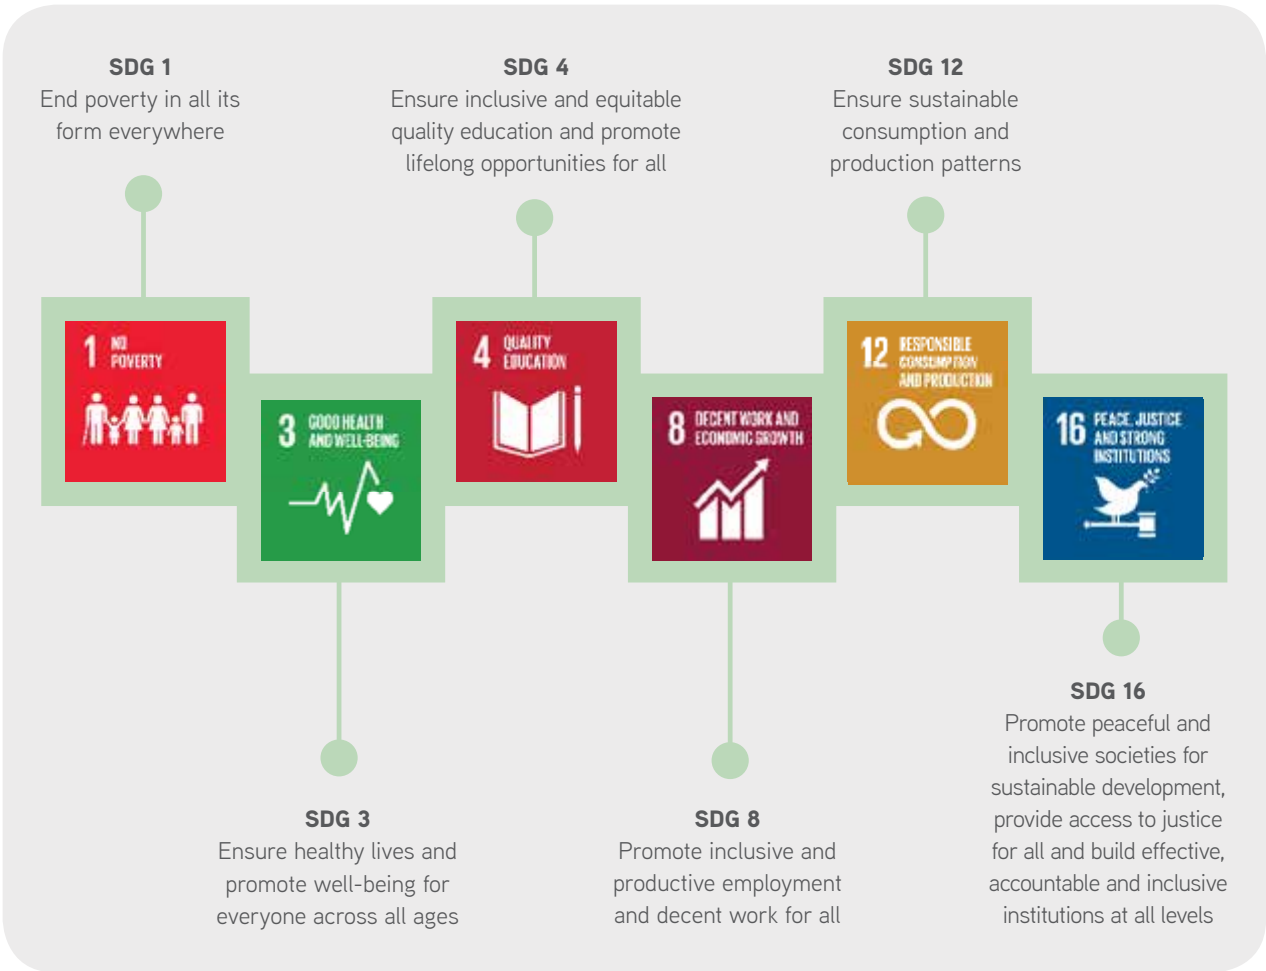 SDG 1
End poverty in all its
form everywhere
SDG 4
Ensure inclusive and equitable
quality education and promote
lifelong opportunities for all
SDG 12
Ensure sustainable
consumption and
production patterns
1 NO
POVERTY
3 GOOD HEALTH
AND WELL-BEING
4 QUALITY
EDUCATION
8 DECENT WORK AND
ECONOMIC GROWTH
12 RESPONSIBLE
CONSUMPTION
AND PRODUCTION
16 PEACE, JUSTICE
AND STRONG
INSTITUTIONS
SDG 3
Ensure healthy lives and
promote well-being for
everyone across all ages
SDG 8
Promote inclusive and
productive employment
and decent work for all
SDG 16
Promote peaceful and
inclusive societies for
sustainable development,
provide access to justice
for all and build effective,
accountable and inclusive
institutions at all levels